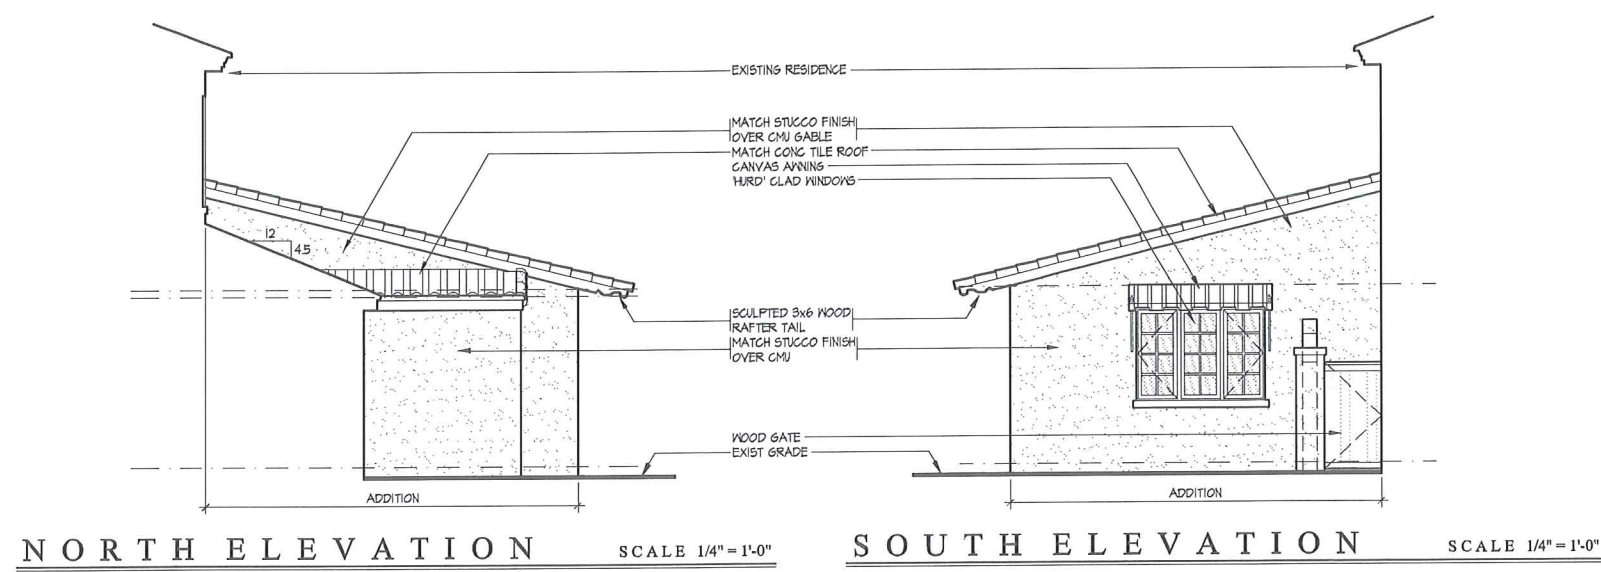 EXISTING RESIDENCE
MATCH STUCCO FINISH
OVER CMU GABLE
MATCH CONC TILE ROOF
CANVAS AWNING
'HURD' CLAD WINDOWS
12
4.5
SCULPTED 3x6 WOOD
RAFTER TAIL
MATCH STUCCO FINISH
OVER CMU
WOOD GATE
EXIST GRADE
ADDITION
ADDITION
NORTH ELEVATION
SCALE 1/4" = 1'-0"
SOUTH ELEVATION
SCALE 1/4" = 1'-0"